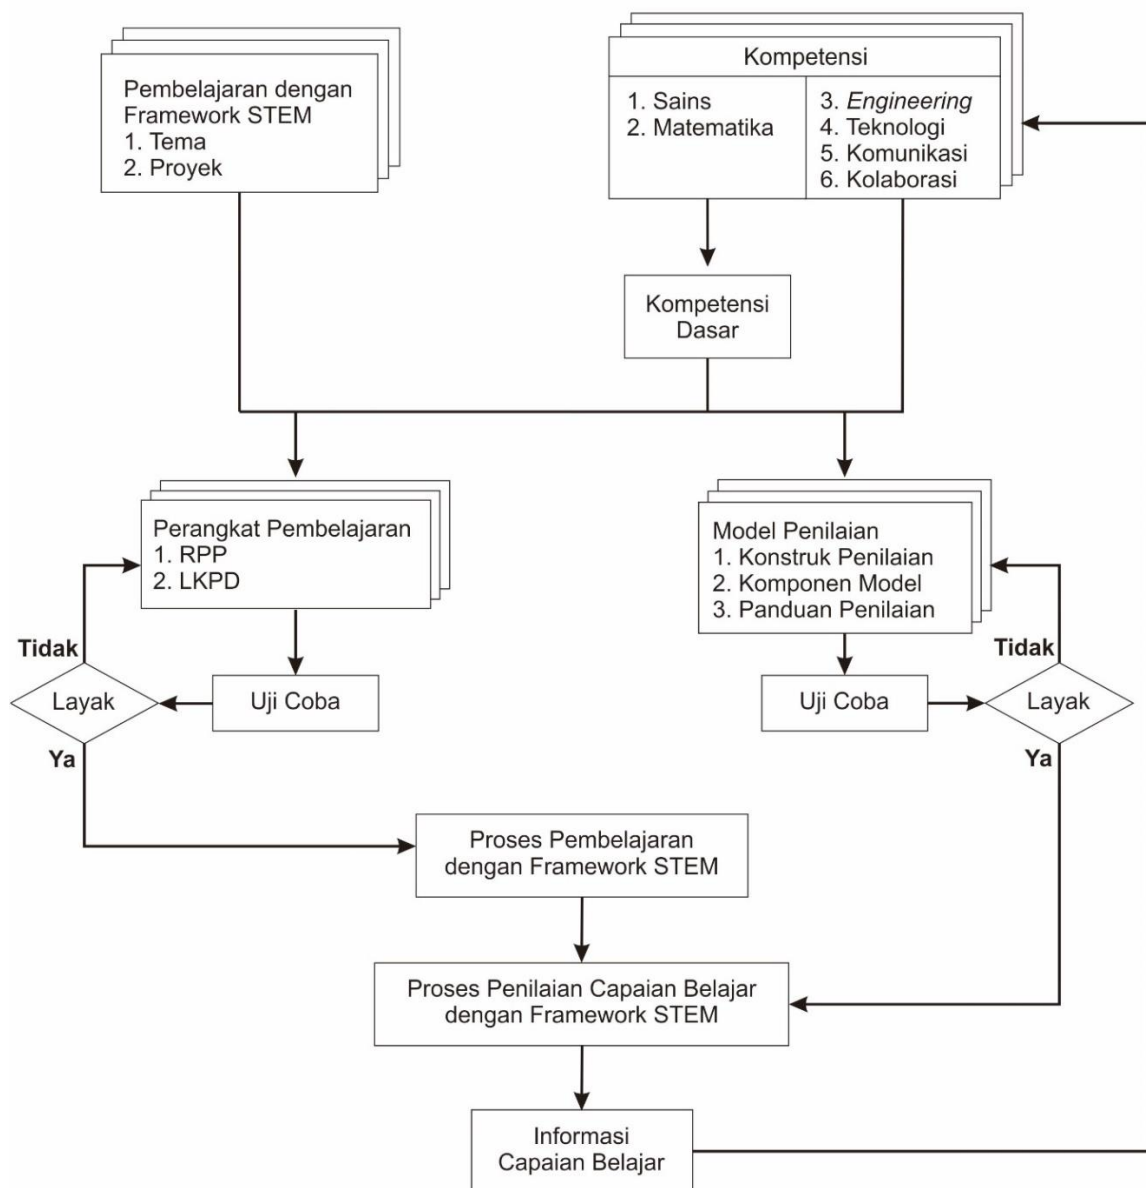 Pembelajaran dengan
Framework STEM
1. Tema
2. Proyek
Kompetensi
1. Sains
2. Matematika
3. Engineering
4. Teknologi
5. Komunikasi
6. Kolaborasi
Kompetensi
Dasar
Perangkat Pembelajaran
1. RPP
2. LKPD
Model Penilaian
1. Konstruk Penilaian
2. Komponen Model
3. Panduan Penilaian
Tidak
Layak
Ya
Uji Coba
Uji Coba
Tidak
Layak
Ya
Proses Pembelajaran
dengan Framework STEM
Proses Penilaian Capaian Belajar
dengan Framework STEM
Informasi
Capaian Belajar